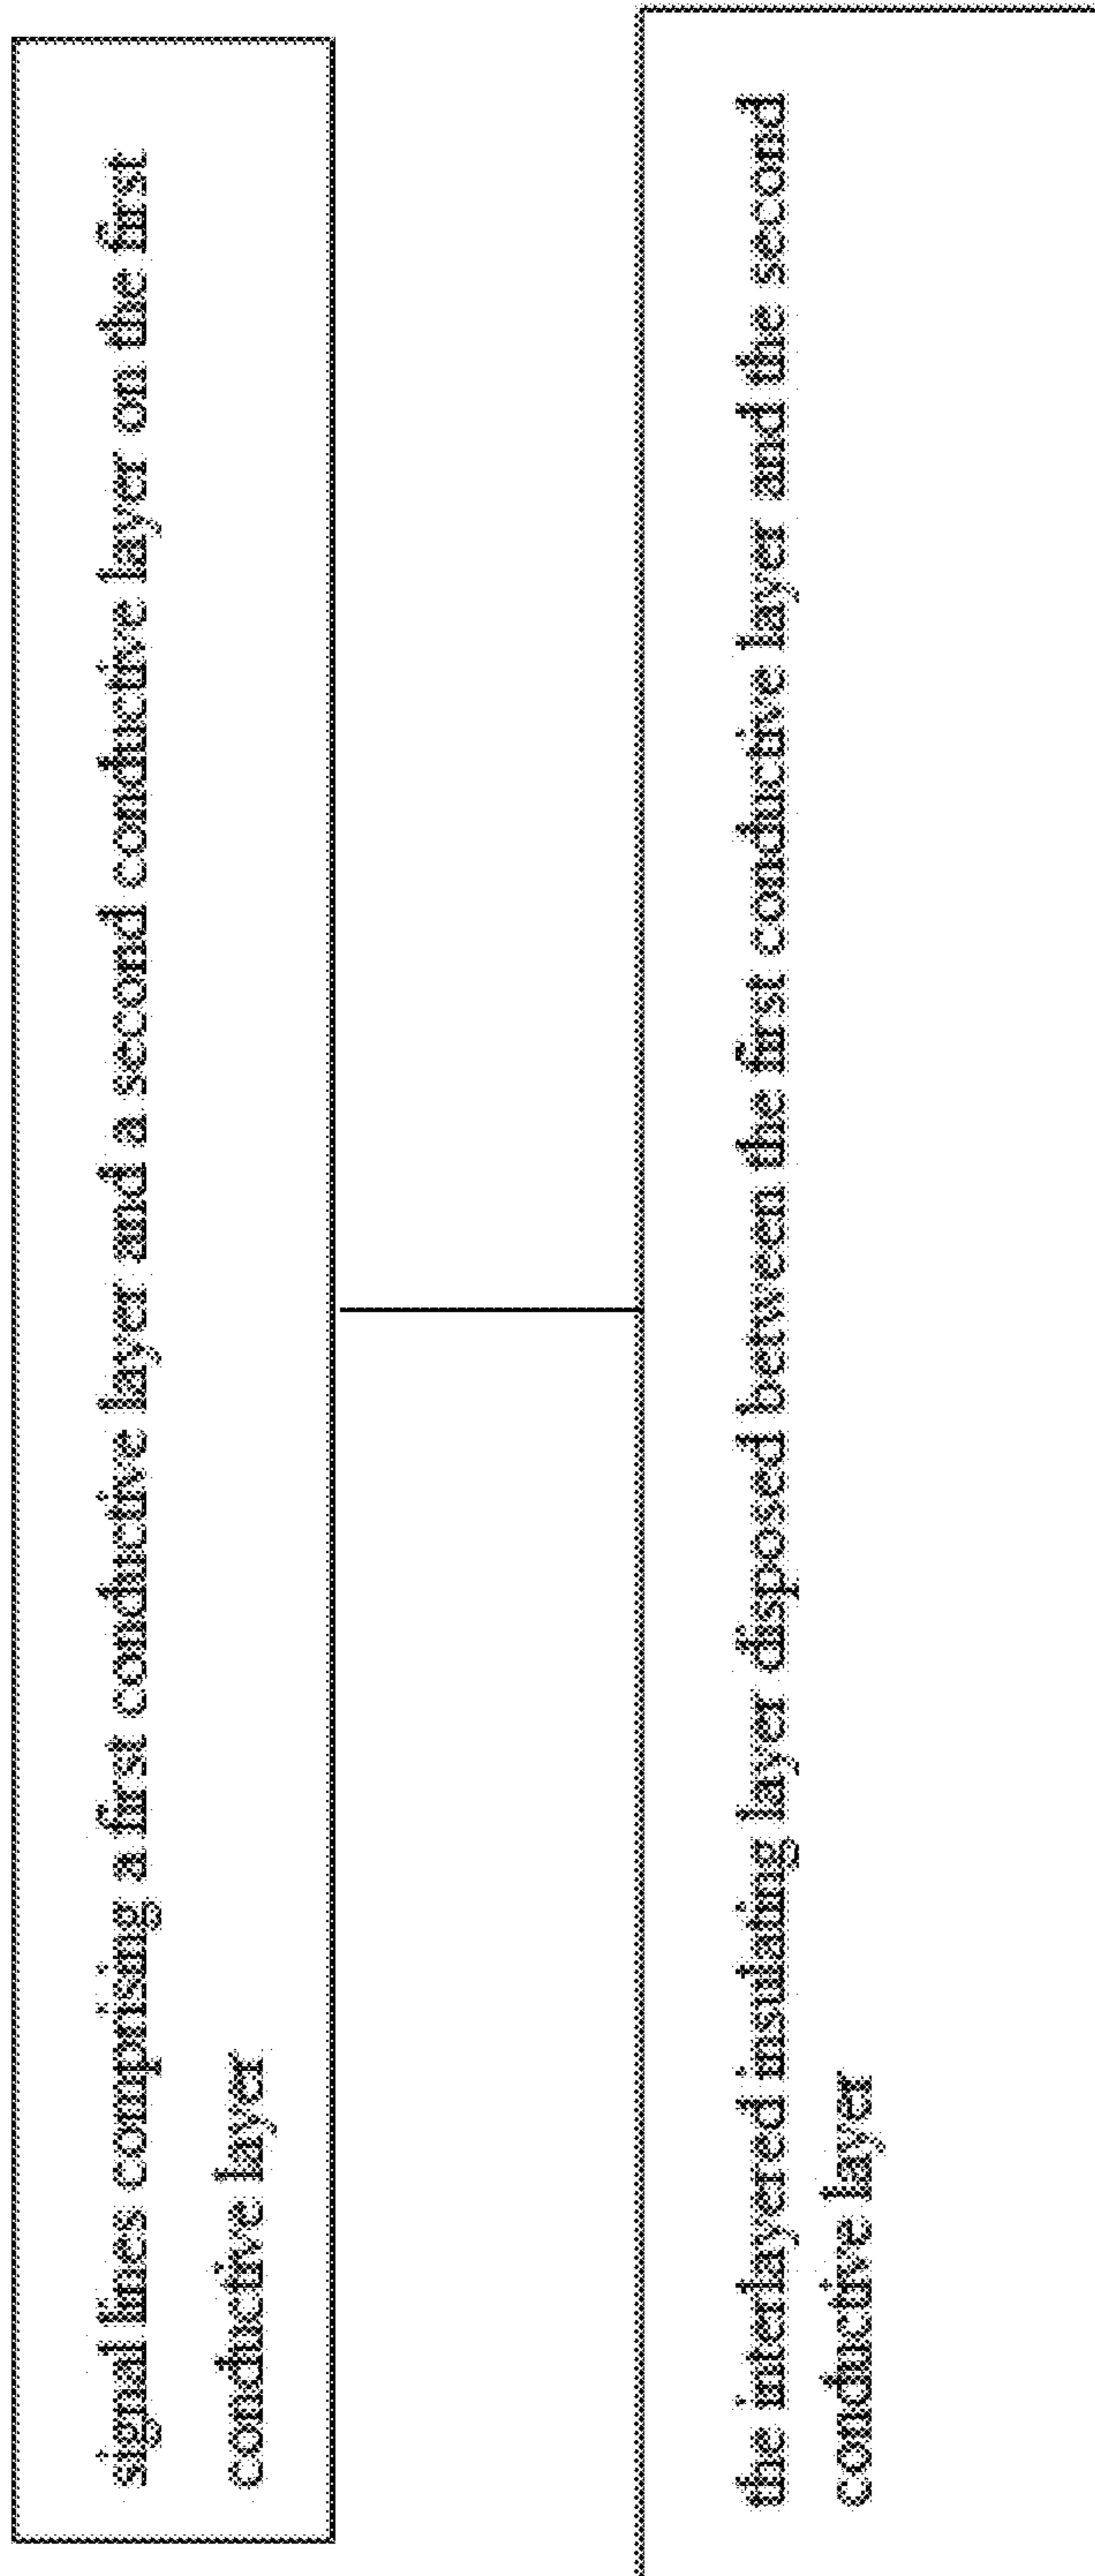 signal lines comprising a first conductive layer and a second conductive layer on the first
conductive layer
the interlayered insulating layer disposed between the first conductive layer and the second
conductive layer